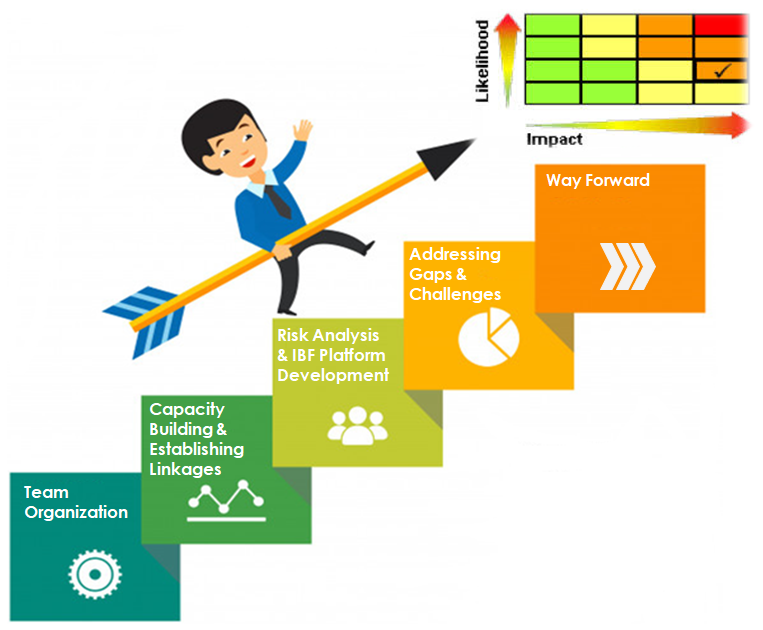 Likelihood
Impact
Way Forward
Addressing
Gaps &
Challenges
Risk Analysis
& IBF Platform
Development
Capacity
Building &
Establishing
Linkages
Team
Organization